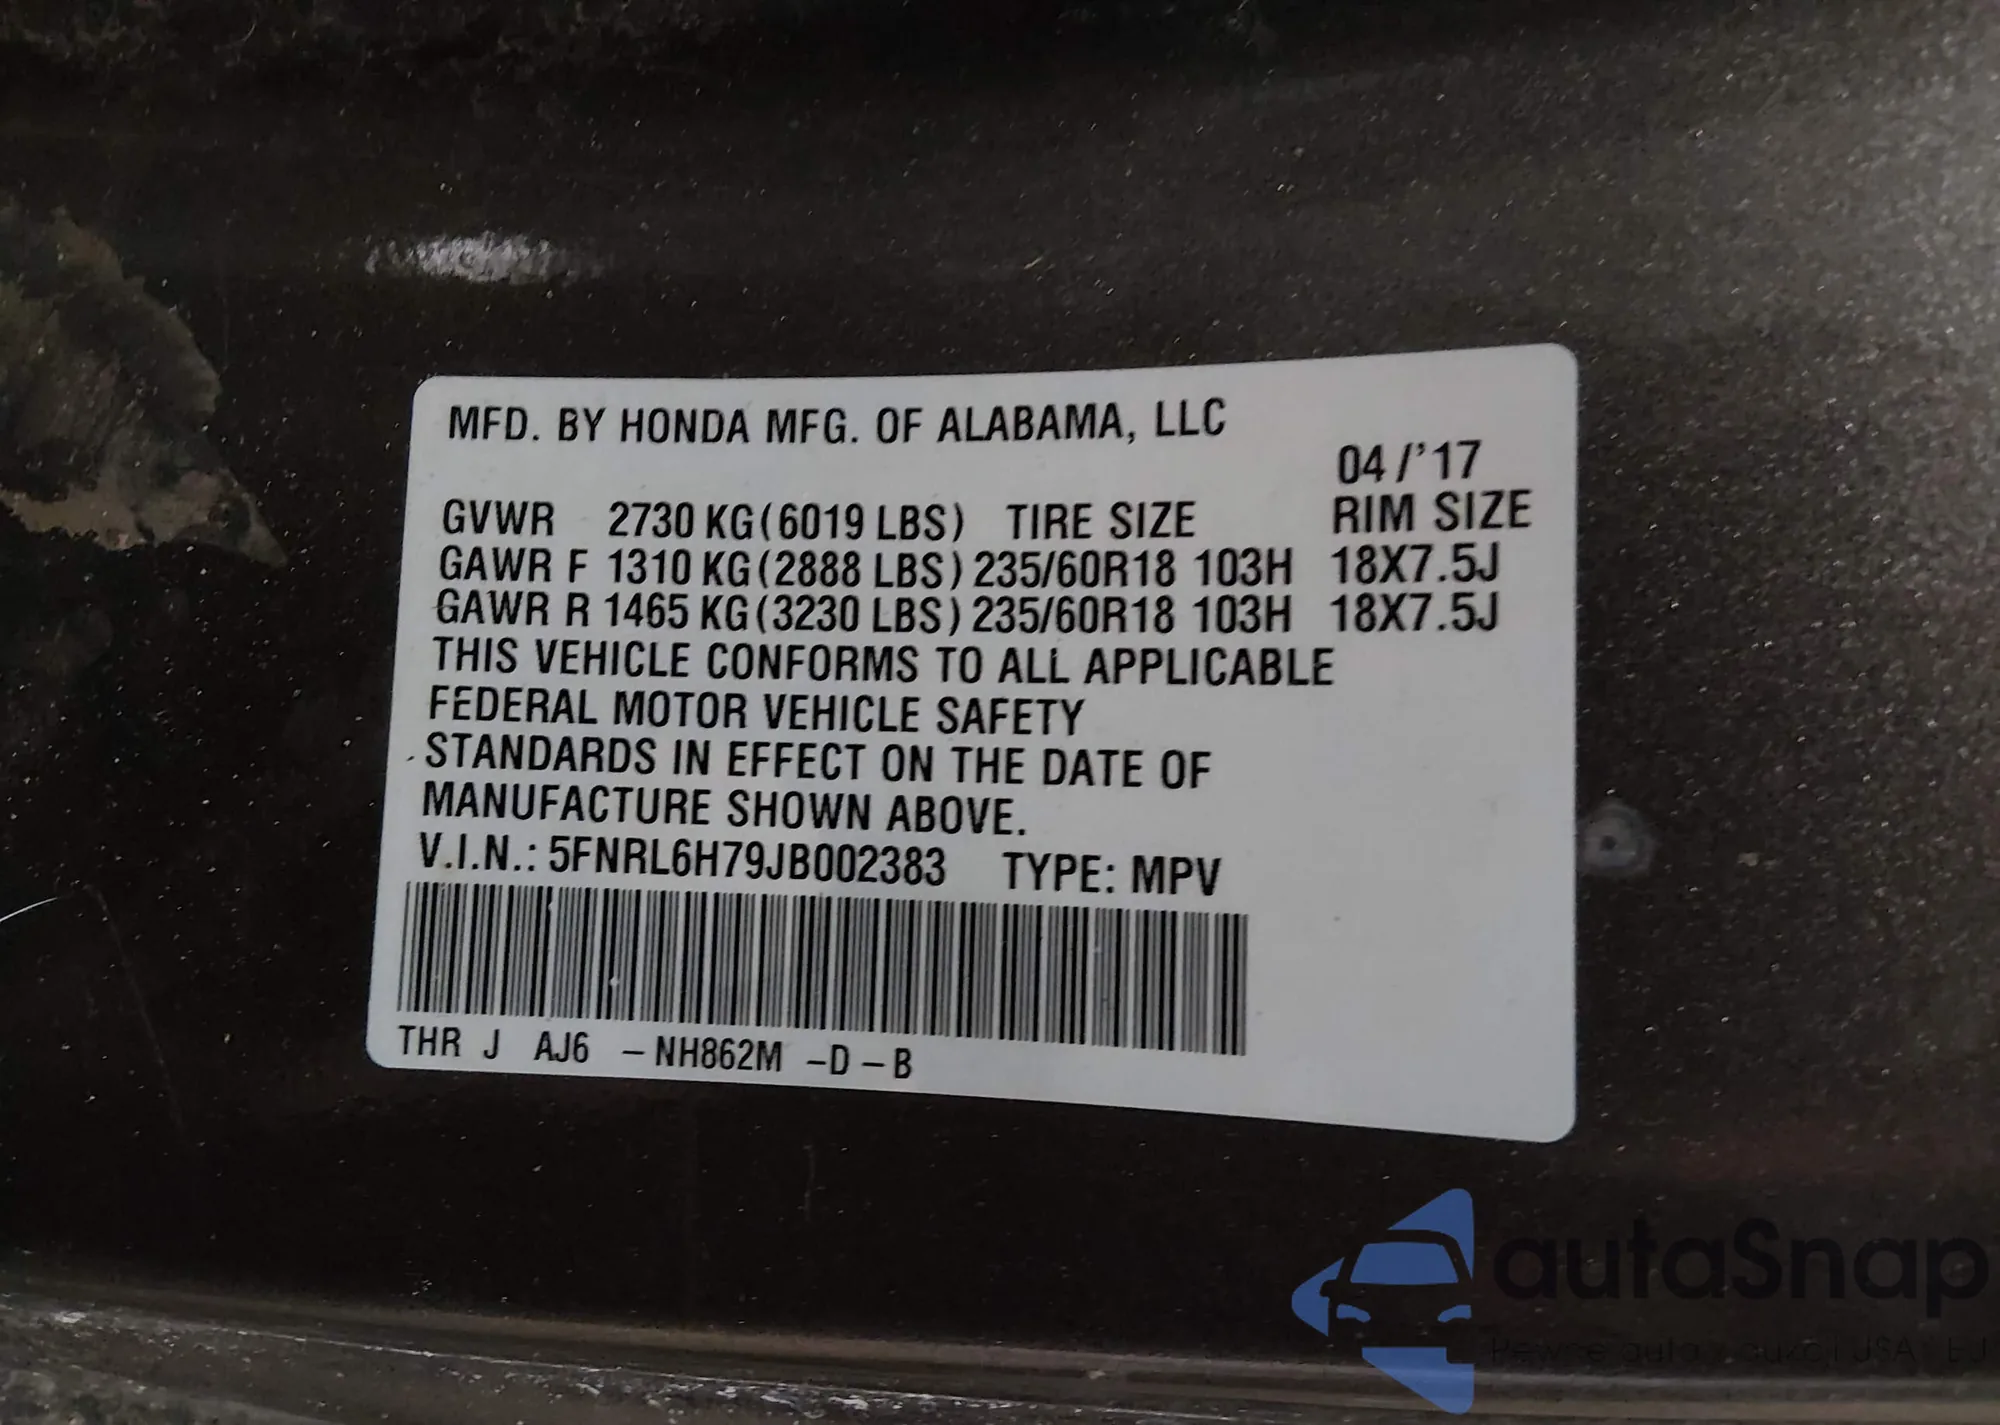 MFD. BY HONDA MFG. OF ALABAMA, LLC
04/'17
GVWR 2730 KG (6019 LBS) TIRE SIZE RIM SIZE
GAWR F 1310 KG (2888 LBS) 235/60R18 103H 18X7.5J
GAWR R 1465 KG (3230 LBS) 235/60R18 103H 18X7.5J
THIS VEHICLE CONFORMS TO ALL APPLICABLE
FEDERAL MOTOR VEHICLE SAFETY
STANDARDS IN EFFECT ON THE DATE OF
MANUFACTURE SHOWN ABOVE.
V.I.N.: 5FNRL6H79JB002383 TYPE: MPV
THR J AJ6 -NH862M -D-B
autaSnap